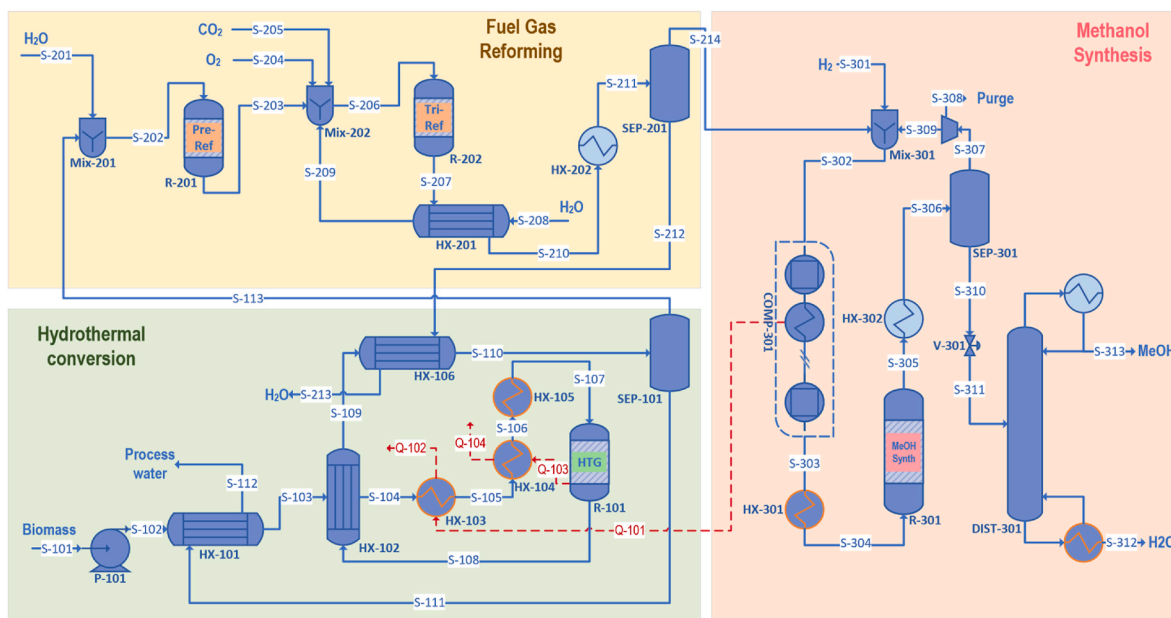 Fuel Gas
Reforming
Methanol
Synthesis
Hydrothermal
conversion
H₂O
S-201
CO₂
S-205
O₂
S-204
Mix-201
S-202
Pre-
Ref
R-201
S-203
Mix-202
S-206
Tri-
Ref
R-202
S-207
S-209
HX-201
S-208
H₂O
S-210
HX-202
S-211
SEP-201
S-214
S-212
S-113
H₂
S-301
S-308
Purge
S-309
Mix-301
S-307
S-302
S-306
SEP-301
S-310
COMP-301
HX-302
V-301
S-305
S-311
S-313
MeOH
MeOH
Synth
S-303
HX-301
R-301
S-304
DIST-301
S-312
H2O
HX-106
S-110
H₂O
S-213
S-109
S-107
HX-105
SEP-101
S-106
Q-104
Q-102
HTG
Q-103
HX-104
R-101
Process
water
S-112
S-103
S-104
S-105
HX-103
Q-101
Biomass
S-101
S-102
P-101
HX-101
HX-102
S-108
S-111